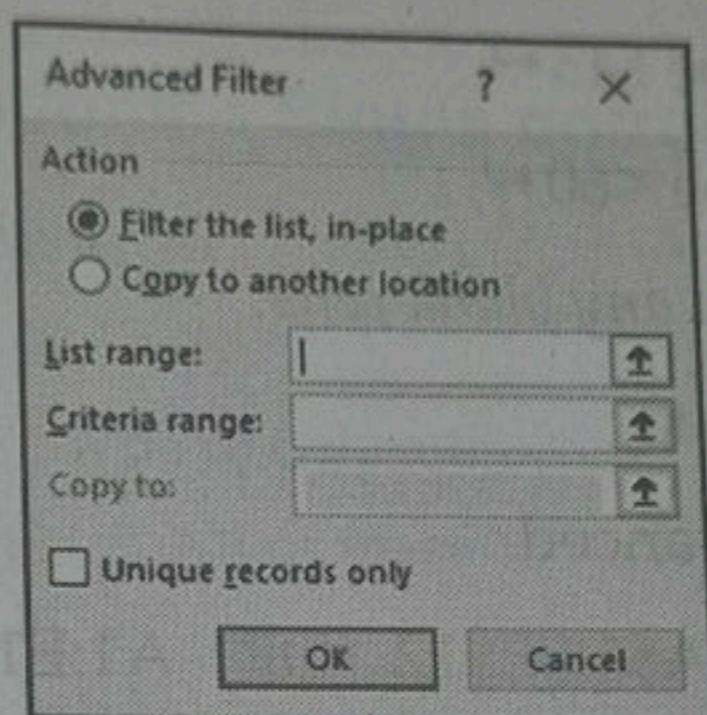 Advanced Filter ? ×
Action
Filter the list, in-place
Copy to another location
List range:
Criteria range:
Copy to:
Unique records only
OK Cancel